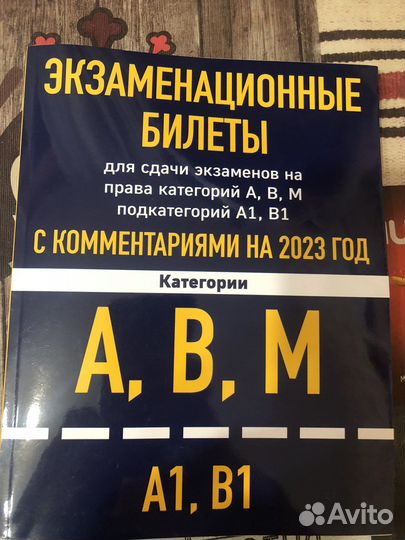 ЭКЗАМЕНАЦИОННЫЕ
БИЛЕТЫ
для сдачи экзаменов на
права категорий А, В, М
подкатегорий А1, В1
С КОММЕНТАРИЯМИ НА 2023 ГОД
Категории
А, В, М
А1, В1
Avito